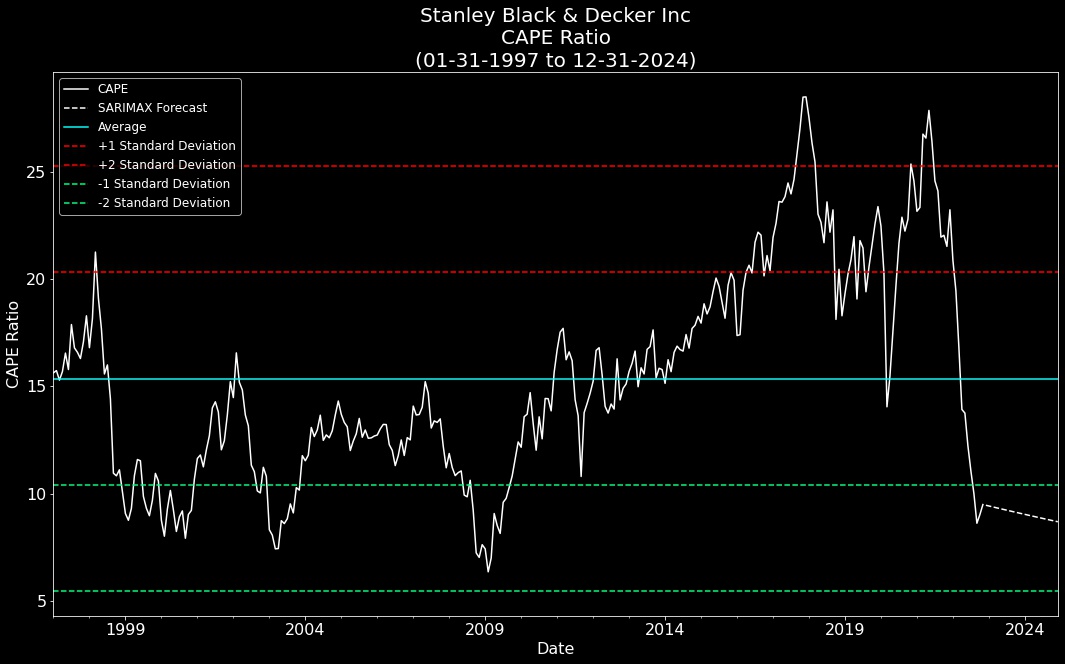 Stanley Black & Decker Inc
CAPE Ratio
(01-31-1997 to 12-31-2024)
CAPE
SARIMAX Forecast
Average
+1 Standard Deviation
+2 Standard Deviation
-1 Standard Deviation
-2 Standard Deviation
CAPE Ratio
25
20
15
10
5
1999 2004 2009 2014 2019 2024
Date